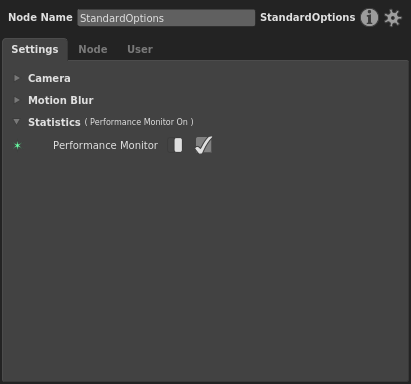 Node Name StandardOptions StandardOptions
Settings Node User
Camera
Motion Blur
Statistics ( Performance Monitor On )
Performance Monitor